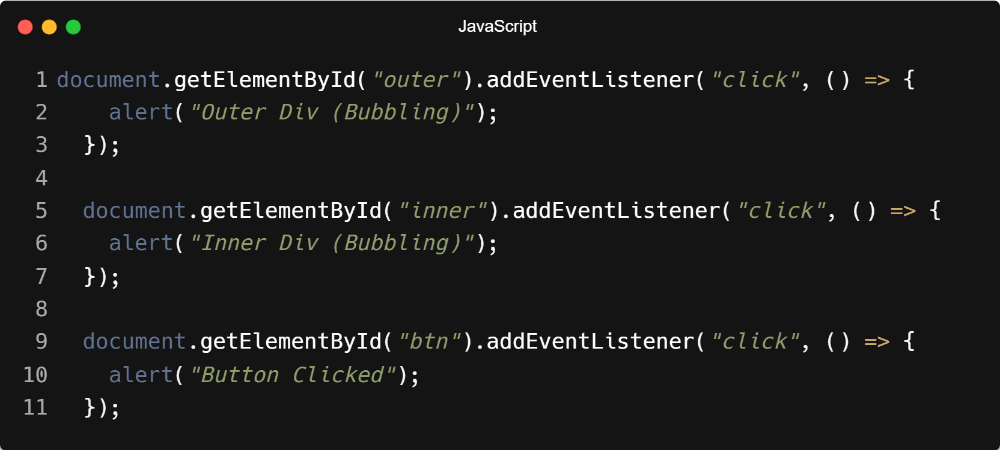 JavaScript
1 document.getElementById("outer").addEventListener("click", () => {
2     alert("Outer Div (Bubbling)");
3   });
4
5   document.getElementById("inner").addEventListener("click", () => {
6     alert("Inner Div (Bubbling)");
7   });
8
9   document.getElementById("btn").addEventListener("click", () => {
10     alert("Button Clicked");
11   });